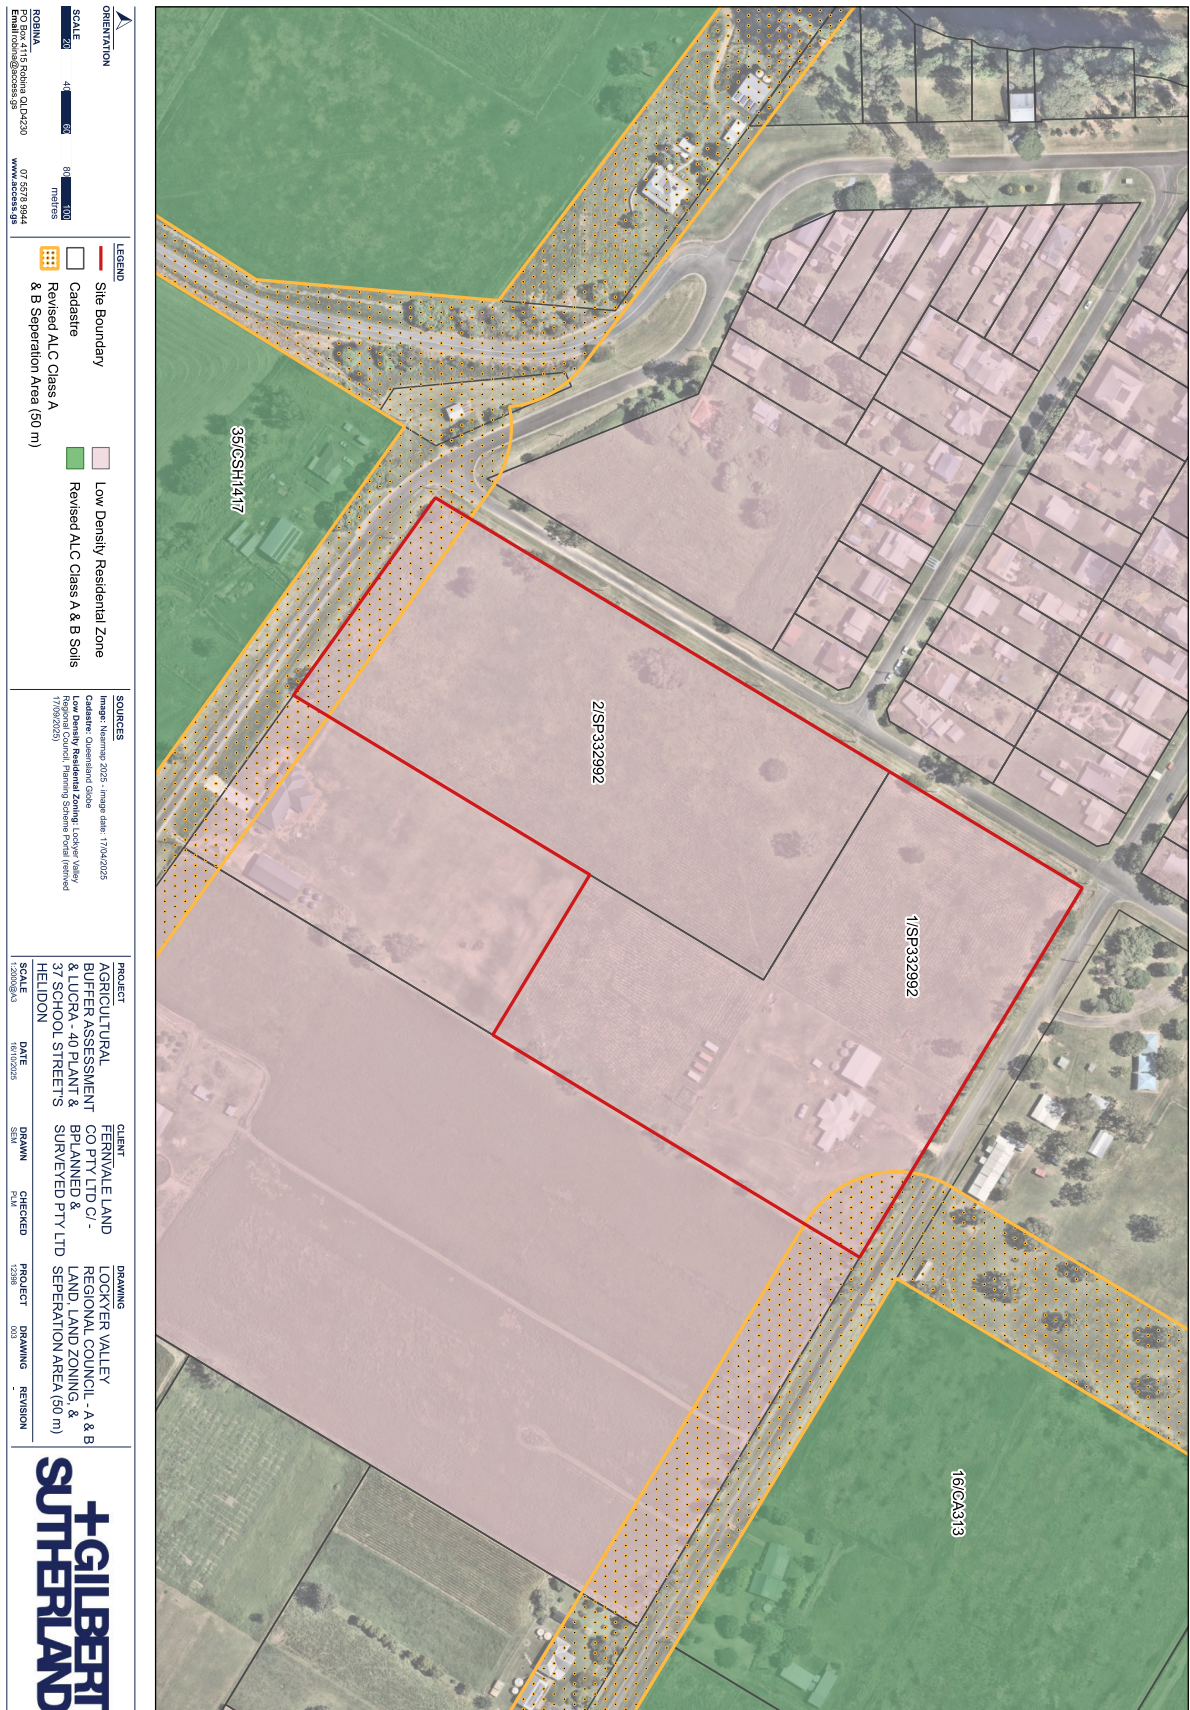 35/CSH1417
2/SP332992
1/SP332992
16/CA313
ORIENTATION
SCALE
20
40
60
80
100
metres
ROBINA
PO Box 4115 Robina QLD4230
07 5578 9944
Email robina@access.gs
www.access.gs
LEGEND
Site Boundary
Cadastre
Revised ALC Class A
& B Seperation Area (50 m)
Low Density Residental Zone
Revised ALC Class A & B Soils
SOURCES
Image: Nearmap 2025 - image date: 17/04/2025
Cadastre: Queensland Globe
Low Density Residental Zoning: Lockyer Valley
Regional Council, Planning Scheme Portal (retrived
17/09/2025)
PROJECT
AGRICULTURAL
BUFFER ASSESSMENT
& LUCRA - 40 PLANT &
37 SCHOOL STREET'S
HELIDON
CLIENT
FERNVALE LAND
CO PTY LTD C/ -
BPLANNED &
SURVEYED PTY LTD
DRAWING
LOCKYER VALLEY
REGIONAL COUNCIL - A & B
LAND, LAND ZONING, &
SEPERATION AREA (50 m)
SCALE
1:2000@A3
DATE
16/10/2025
DRAWN
SEM
CHECKED
PLM
PROJECT
12398
DRAWING
003
REVISION
-
+GILBERT
SUTHERLAND